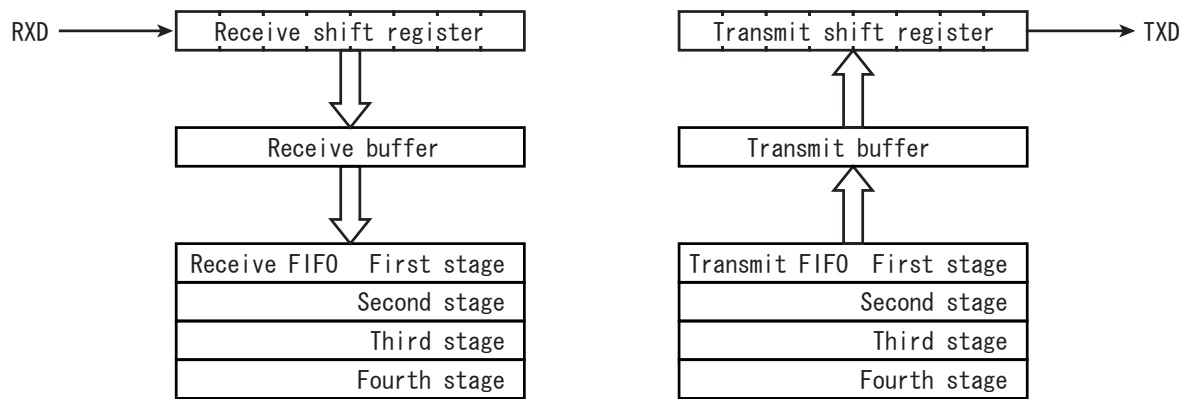 RXD
Receive shift register
Transmit shift register
TXD
Receive buffer
Transmit buffer
Receive FIFO First stage
Second stage
Third stage
Fourth stage
Transmit FIFO First stage
Second stage
Third stage
Fourth stage